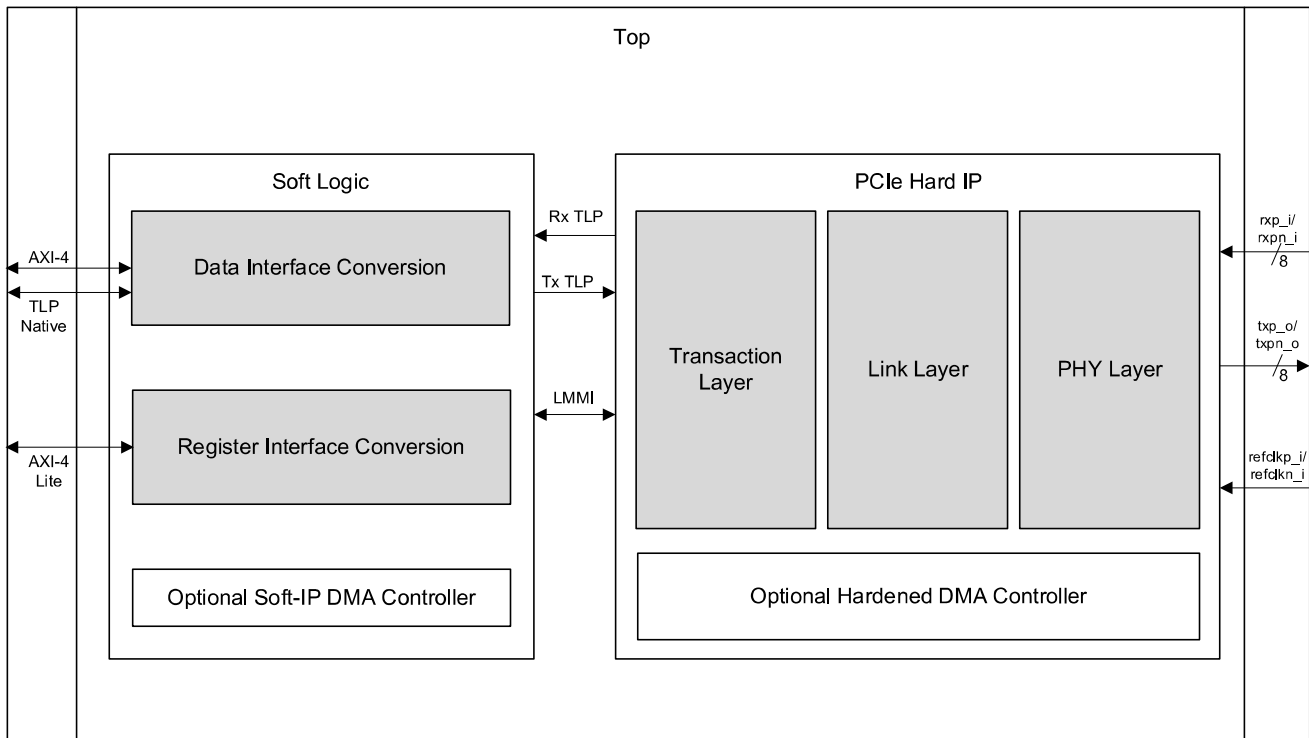 Top
Soft Logic
PCIe Hard IP
Data Interface Conversion
Register Interface Conversion
Optional Soft-IP DMA Controller
AXI-4
TLP
Native
AXI-4
Lite
Rx TLP
Tx TLP
LMMI
Transaction
Layer
Link Layer
PHY Layer
Optional Hardened DMA Controller
rxp_i/
rxpn_i
8
txp_o/
txpn_o
8
refclkp_i/
refclkn_i